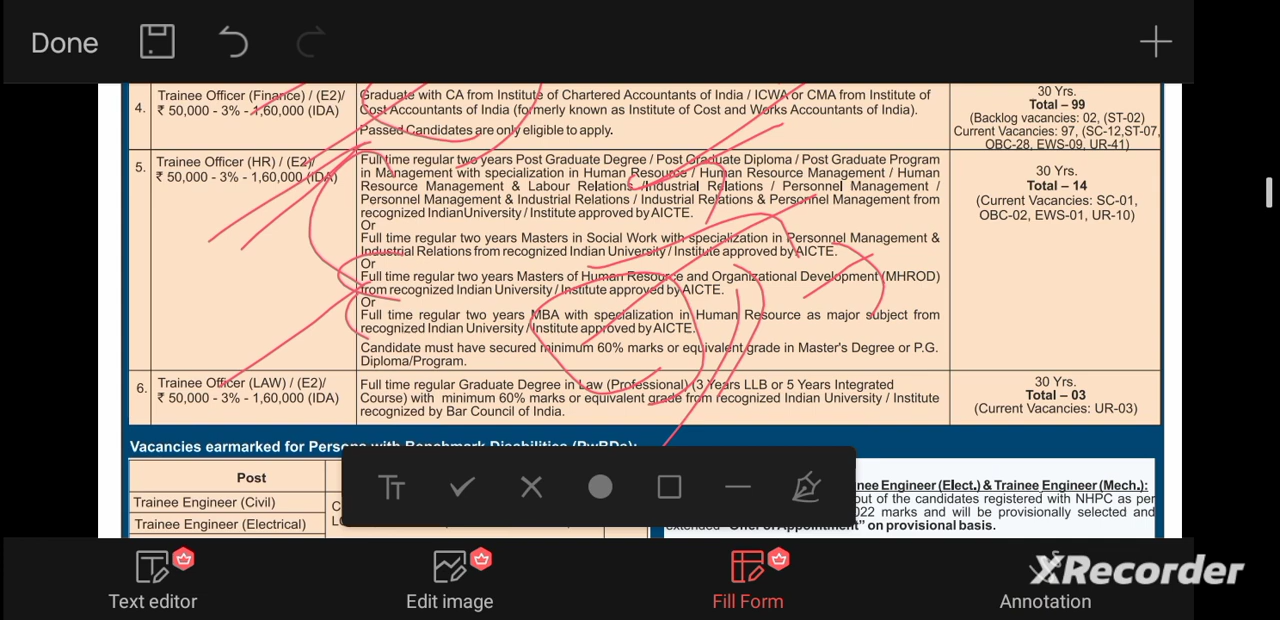 Done
4.
Trainee Officer (Finance) / (E2)/
₹ 50,000 - 3% - 1,60,000 (IDA)
Graduate with CA from Institute of Chartered Accountants of India / ICWA or CMA from Institute of
Cost Accountants of India (formerly known as Institute of Cost and Works Accountants of India).
Passed Candidates are only eligible to apply.
30 Yrs.
Total – 99
(Backlog vacancies: 02, (ST-02)
Current Vacancies: 97, (SC-12,ST-07,
OBC-28, EWS-09, UR-41)
5.
Trainee Officer (HR) / (E2)/
₹ 50,000 - 3% - 1,60,000 (IDA)
Full time regular two years Post Graduate Degree / Post Graduate Diploma / Post Graduate Program
in Management with specialization in Human Resource / Human Resource Management / Human
Resource Management & Labour Relations /Industrial Relations / Personnel Management /
Personnel Management & Industrial Relations / Industrial Relations & Personnel Management from
recognized IndianUniversity / Institute approved by AICTE.
Or
Full time regular two years Masters in Social Work with specialization in Personnel Management &
Industrial Relations from recognized Indian University / Institute approved by AICTE.
Or
Full time regular two years Masters of Human Resource and Organizational Development (MHROD)
from recognized Indian University / Institute approved by AICTE.
Or
Full time regular two years MBA with specialization in Human Resource as major subject from
recognized Indian University / Institute approved by AICTE.
Candidate must have secured minimum 60% marks or equivalent grade in Master's Degree or P.G.
Diploma/Program.
30 Yrs.
Total – 14
(Current Vacancies: SC-01,
OBC-02, EWS-01, UR-10)
6.
Trainee Officer (LAW) / (E2)/
₹ 50,000 - 3% - 1,60,000 (IDA)
Full time regular Graduate Degree in Law (Professional) (3 Years LLB or 5 Years Integrated
Course) with minimum 60% marks or equivalent grade from recognized Indian University / Institute
recognized by Bar Council of India.
30 Yrs.
Total – 03
(Current Vacancies: UR-03)
Vacancies earmarked for Persons with Benchmark Disabilities (PwBDs):
Post
Trainee Engineer (Civil)
Trainee Engineer (Electrical)
Engineer (Elect.) & Trainee Engineer (Mech.):
out of the candidates registered with NHPC as per
marks and will be provisionally selected and
extended "Offer of Appointment" on provisional basis.
Tт
Text editor
Edit image
Fill Form
Annotation
XRecorder